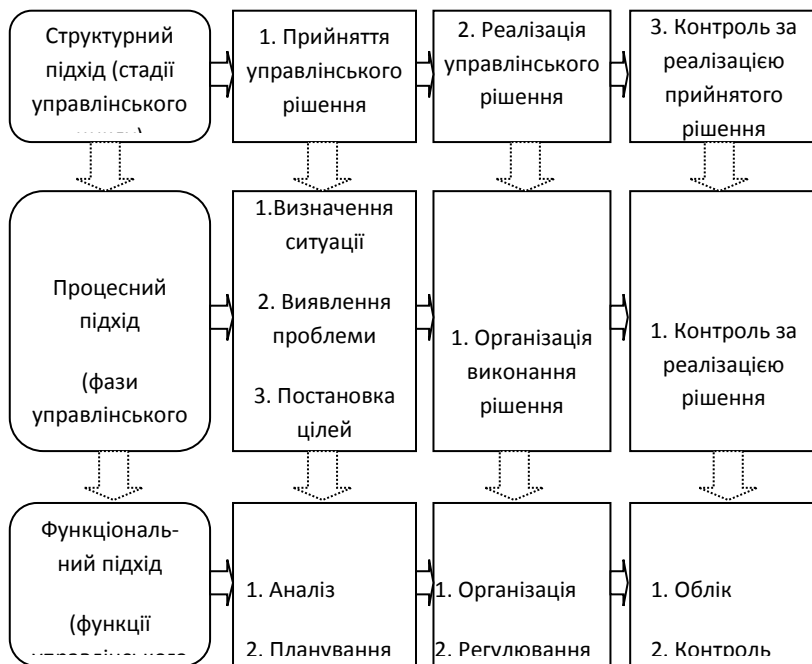 Структурний
підхід (стадії
управлінського
1. Прийняття
управлінського
рішення
2. Реалізація
управлінського
рішення
3. Контроль за
реалізацією
прийнятого
рішення
Процесний
підхід
(фази
управлінського
1.Визначення
ситуації
2. Виявлення
проблеми
3. Постановка
цілей
1. Організація
виконання
рішення
1. Контроль за
реалізацією
рішення
Функціональ-
ний підхід
(функції
управлінського
1. Аналіз
2. Планування
1. Організація
2. Регулювання
1. Облік
2. Контроль